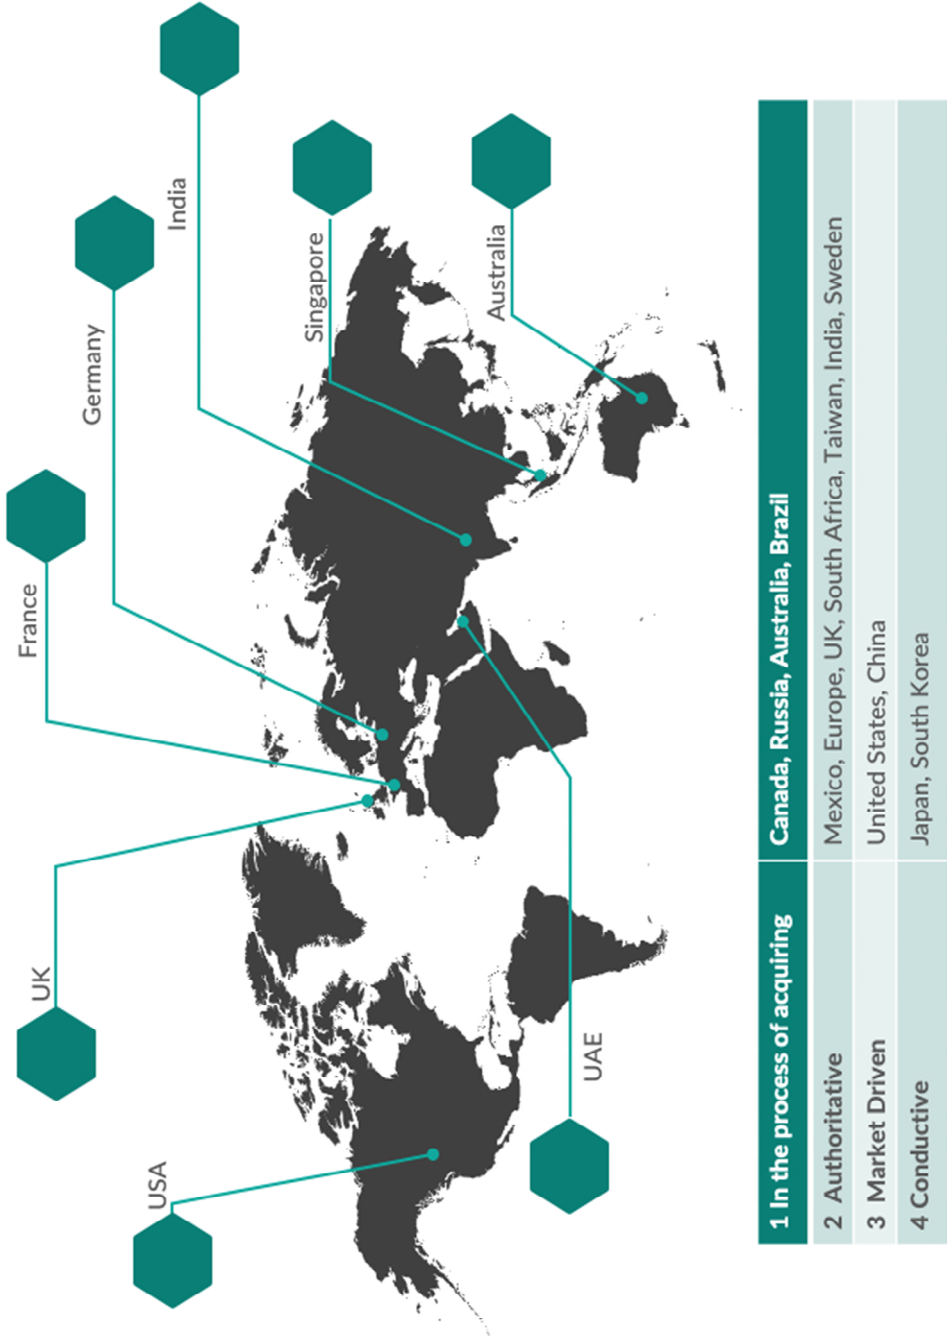 USA
UK
France
Germany
India
Singapore
Australia
UAE
1 In the process of acquiring Canada, Russia, Australia, Brazil
2 Authoritative Mexico, Europe, UK, South Africa, Taiwan, India, Sweden
3 Market Driven United States, China
4 Conductive Japan, South Korea